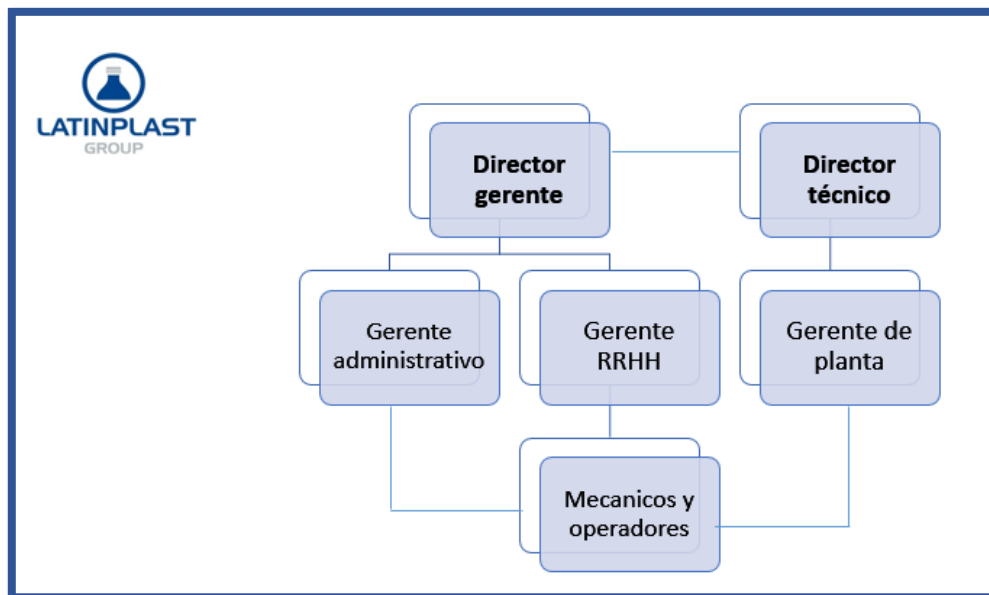 LATINPLAST
GROUP
Director
gerente
Director
técnico
Gerente
administrativo
Gerente
RRHH
Gerente de
planta
Mecanicos y
operadores